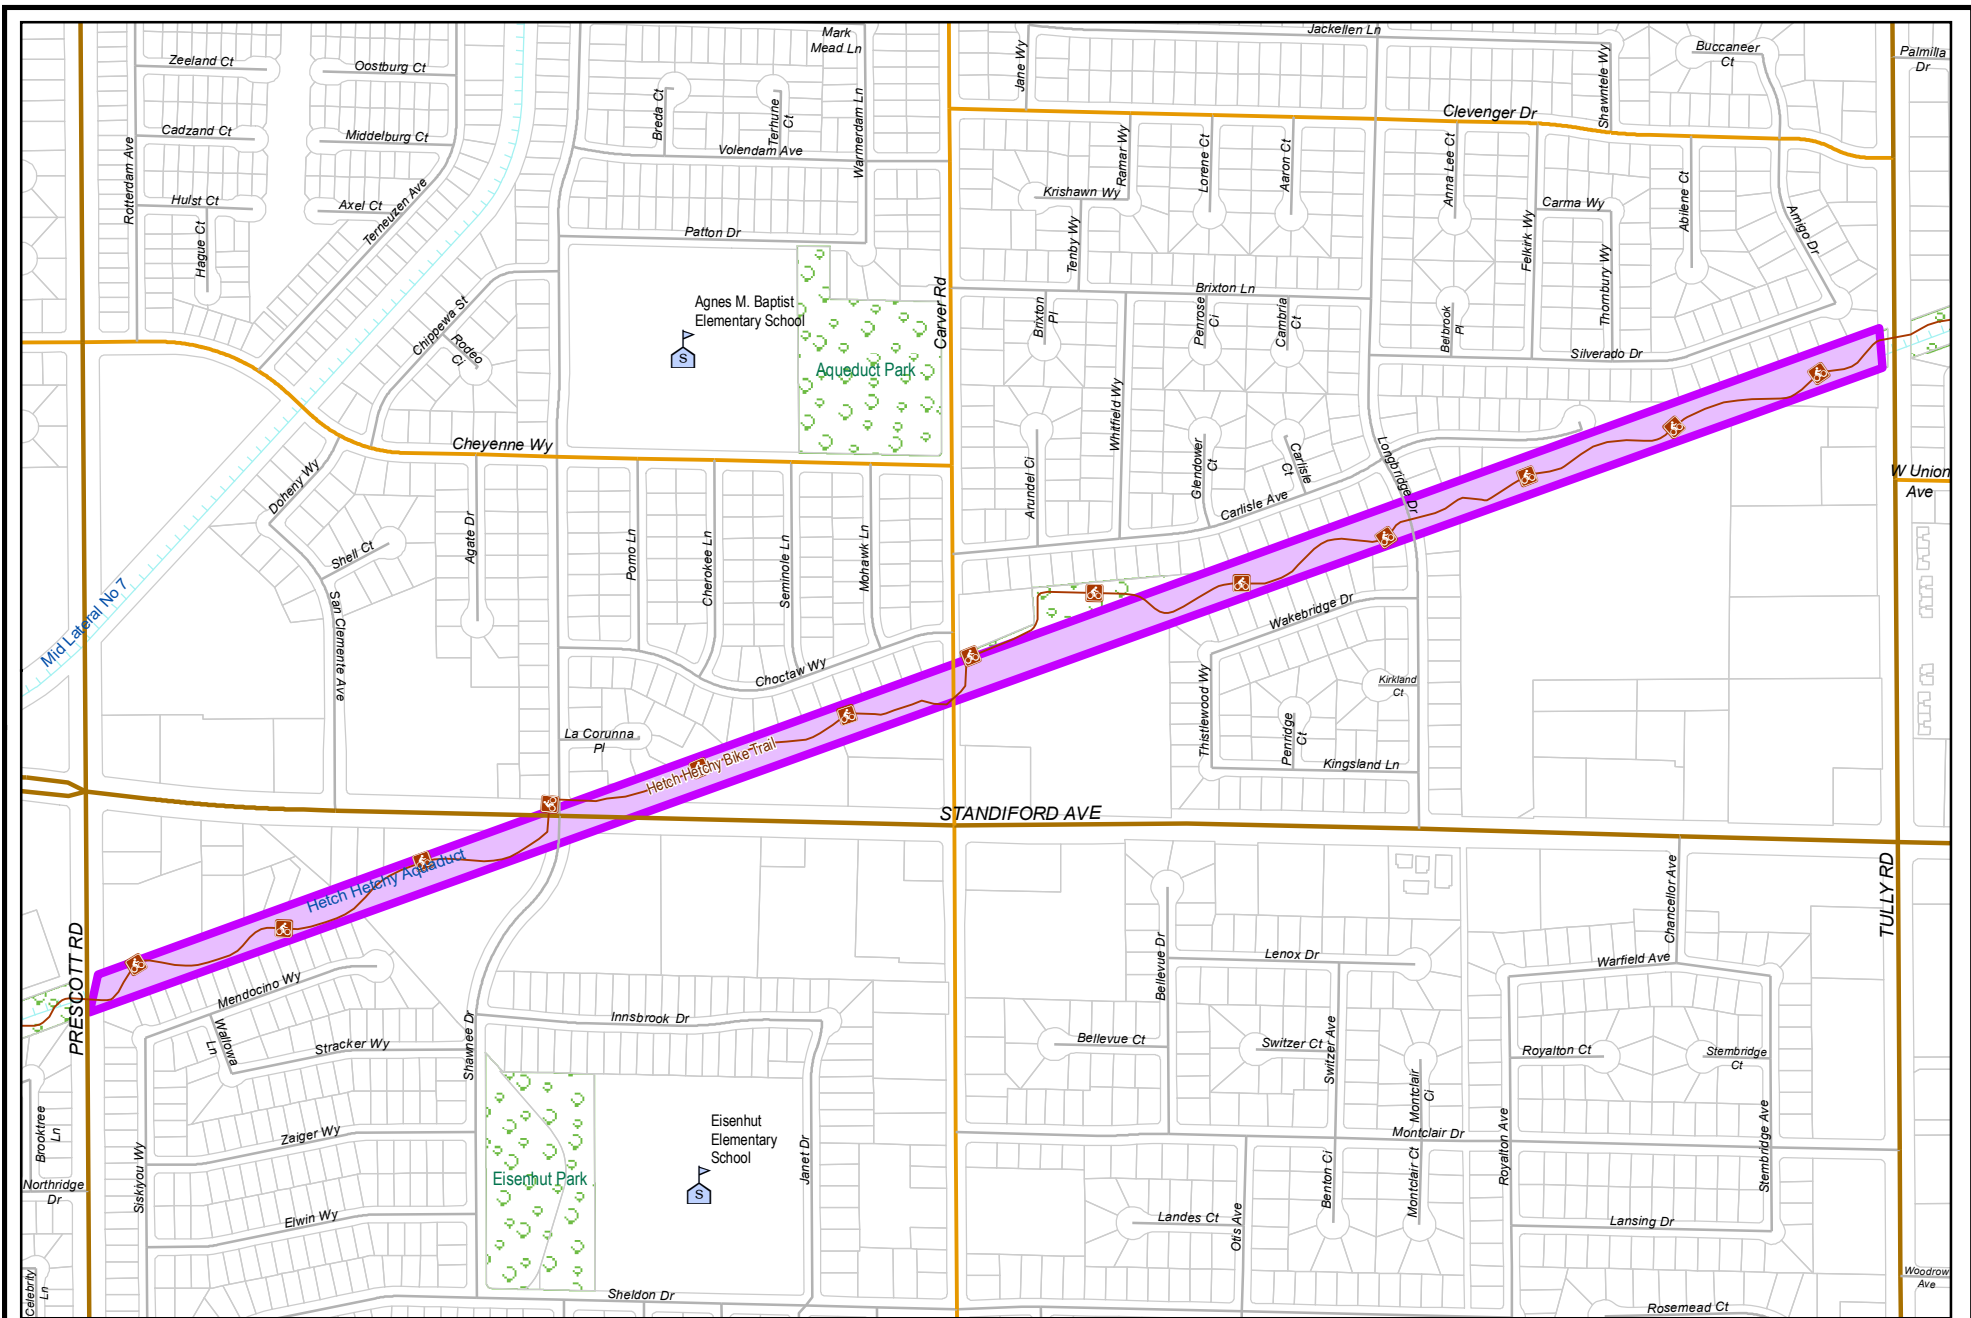 Mark
Mead Ln
Jackellen Ln
Buccaneer
Ct
Palmilla
Dr
Zeeland Ct
Oostburg Ct
Jane Wy
Shawntele Wy
Breda Ct
Terhune
Ct
Warmerdam Ln
Clevenger Dr
Cadzand Ct
Middelburg Ct
Volendam Ave
Rotterdam Ave
Ramar Wy
Lorene Ct
Aaron Ct
Anna Lee Ct
Abilene Ct
Krishawn Wy
Carma Wy
Hulst Ct
Axel Ct
Terneuzen Ave
Hague Ct
Patton Dr
Tenby Wy
Felkirk Wy
Thornbury Wy
Amigo Dr
Agnes M. Baptist
Elementary School
S
Carver Rd
Brixton Ln
Brixton
Pl
Penrose
Ci
Cambria
Ct
Belbrook
Pl
Chippewa St
Rodeo
Ci
Silverado Dr
Aqueduct Park
Whitfield Wy
Cheyenne Wy
Arundel Ci
Glendower
Ct
Carlisle
Ct
Longbridge Dr
W Union
Ave
Doheny Wy
Carlisle Ave
Shell Ct
Agate Dr
Pomo Ln
Cherokee Ln
Seminole Ln
Mohawk Ln
Mid Lateral No 7
San Clemente Ave
Wakebridge Dr
Choctaw Wy
Thistlewood Wy
Kirkland
Ct
La Corunna
Pl
Penridge
Ct
Kingsland Ln
Hetch Hetchy Bike Trail
STANDIFORD AVE
Hetch Hetchy Aquaduct
TULLY RD
PRESCOTT RD
Chancellor Ave
Bellevue Dr
Lenox Dr
Warfield Ave
Mendocino Wy
Wallowa
Ln
Stracker Wy
Shawnee Dr
Innsbrook Dr
Bellevue Ct
Switzer Ct
Switzer Ave
Royalton Ct
Stembridge
Ct
Montclair
Ci
Brooktree
Ln
Zaiger Wy
Eisenhut
Elementary
School
S
Janet Dr
Montclair Dr
Royalton Ave
Stembridge Ave
Siskiyou Wy
Eisenhut Park
Northridge
Dr
Benton Ci
Montclair Ct
Elwin Wy
Landes Ct
Otis Ave
Lansing Dr
Celebrity
Ln
Sheldon Dr
Woodrow
Ave
Rosemead Ct